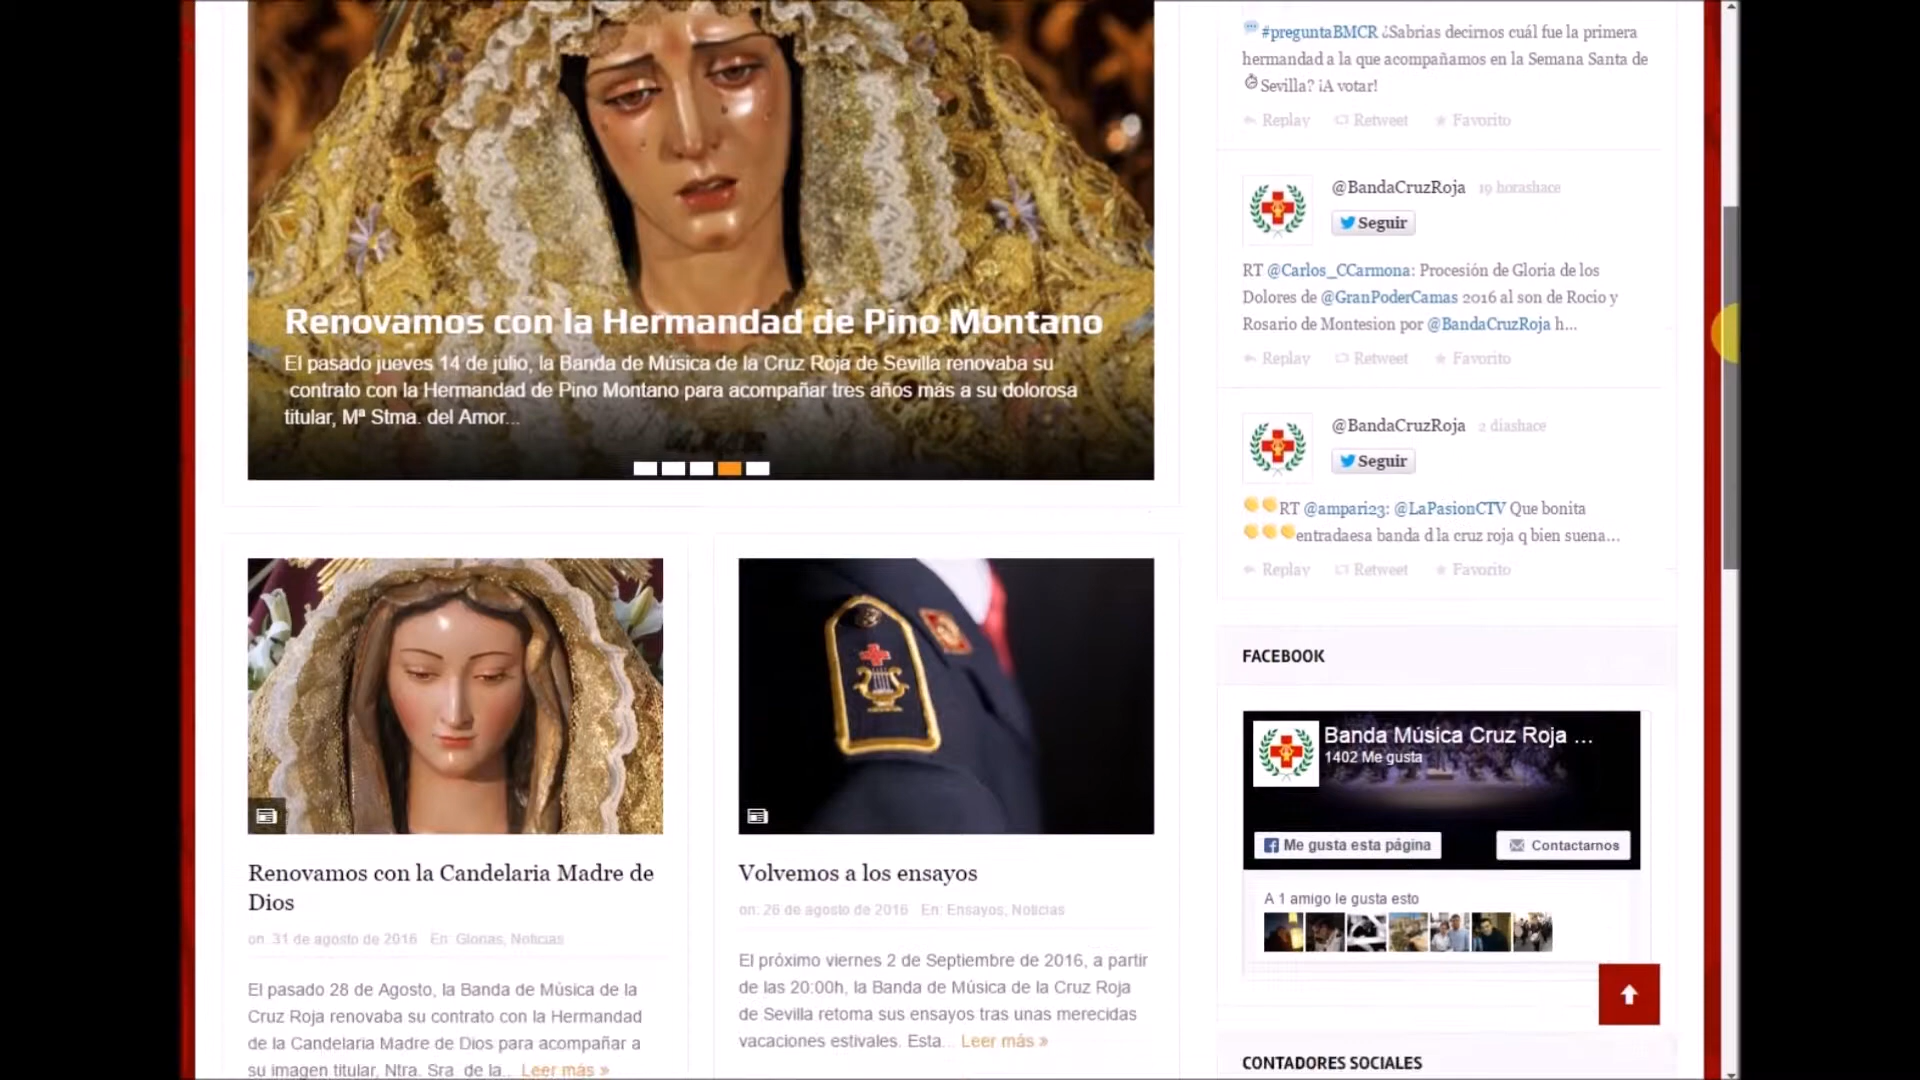 Renovamos con la Hermandad de Pino Montano
El pasado jueves 14 de julio, la Banda de Música de la Cruz Roja de Sevilla renovaba su
contrato con la Hermandad de Pino Montano para acompañar tres años más a su dolorosa
titular, Mª Stma. del Amor...
Renovamos con la Candelaria Madre de
Dios
on: 31 de agosto de 2016 En: Glorias, Noticias
El pasado 28 de Agosto, la Banda de Música de la
Cruz Roja renovaba su contrato con la Hermandad
de la Candelaria Madre de Dios para acompañar a
su imagen titular, Ntra. Sra de la... Leer más »
Volvemos a los ensayos
on: 26 de agosto de 2016 En: Ensayos, Noticias
El próximo viernes 2 de Septiembre de 2016, a partir
de las 20:00h, la Banda de Música de la Cruz Roja
de Sevilla retoma sus ensayos tras unas merecidas
vacaciones estivales. Esta... Leer más »
#preguntaBMCR ¿Sabrias decirnos cuál fue la primera
hermandad a la que acompañamos en la Semana Santa de
Sevilla? ¡A votar!
Replay Retweet Favorito
@BandaCruzRoja 19 horashace
Seguir
RT @Carlos_CCarmona: Procesión de Gloria de los
Dolores de @GranPoderCamas 2016 al son de Rocio y
Rosario de Montesion por @BandaCruzRoja h...
Replay Retweet Favorito
@BandaCruzRoja 2 diashace
Seguir
RT @ampari23: @LaPasionCTV Que bonita
entradaesa banda d la cruz roja q bien suena...
Replay Retweet Favorito
FACEBOOK
Banda Música Cruz Roja ...
1402 Me gusta
Me gusta esta página
Contactarnos
A 1 amigo le gusta esto
CONTADORES SOCIALES